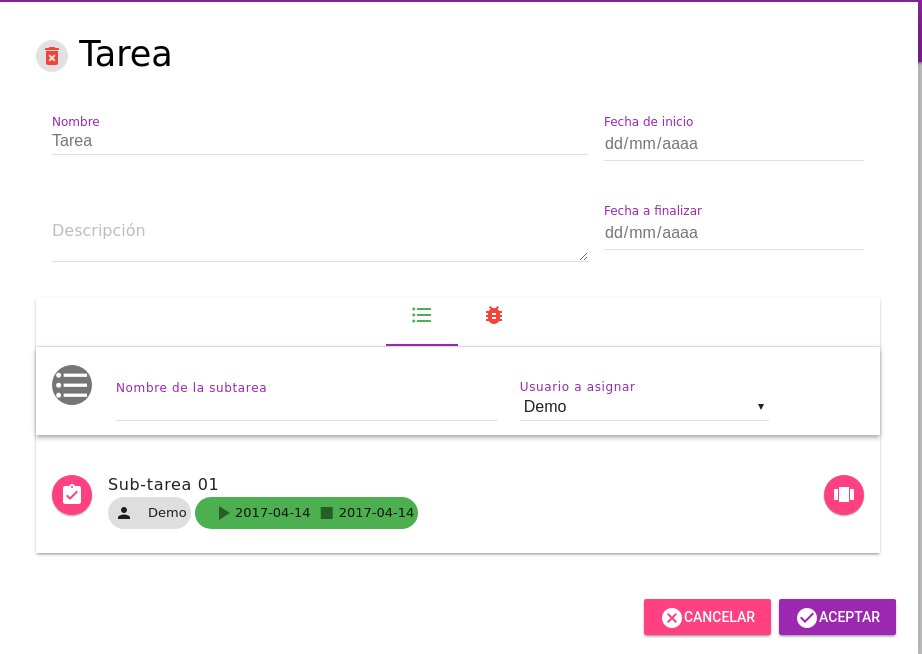 Tarea
Nombre
Tarea
Fecha de inicio
dd/mm/aaaa
Descripción
Fecha a finalizar
dd/mm/aaaa
Nombre de la subtarea
Usuario a asignar
Demo
Sub-tarea 01
Demo 2017-04-14 2017-04-14
CANCELAR ACEPTAR